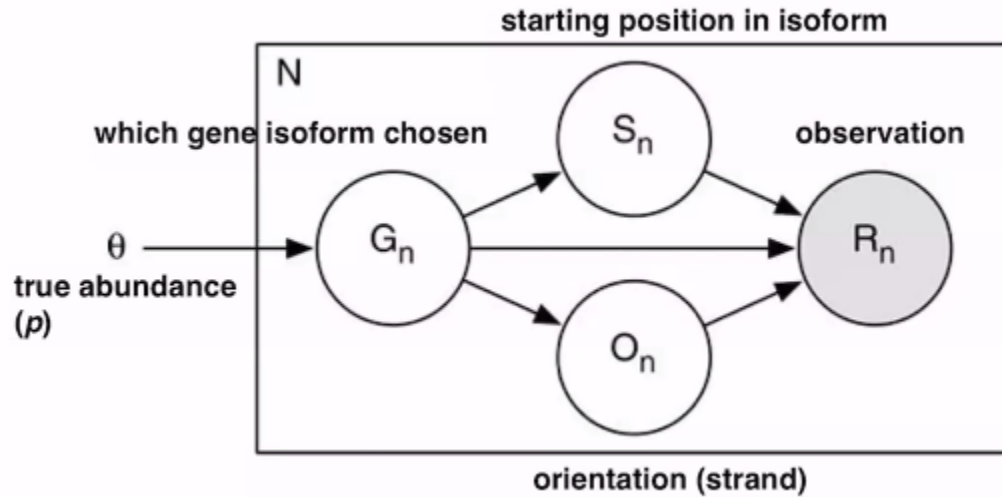 starting position in isoform
N
which gene isoform chosen
Sn
observation
θ
Gn
Rn
true abundance
(p)
On
orientation (strand)